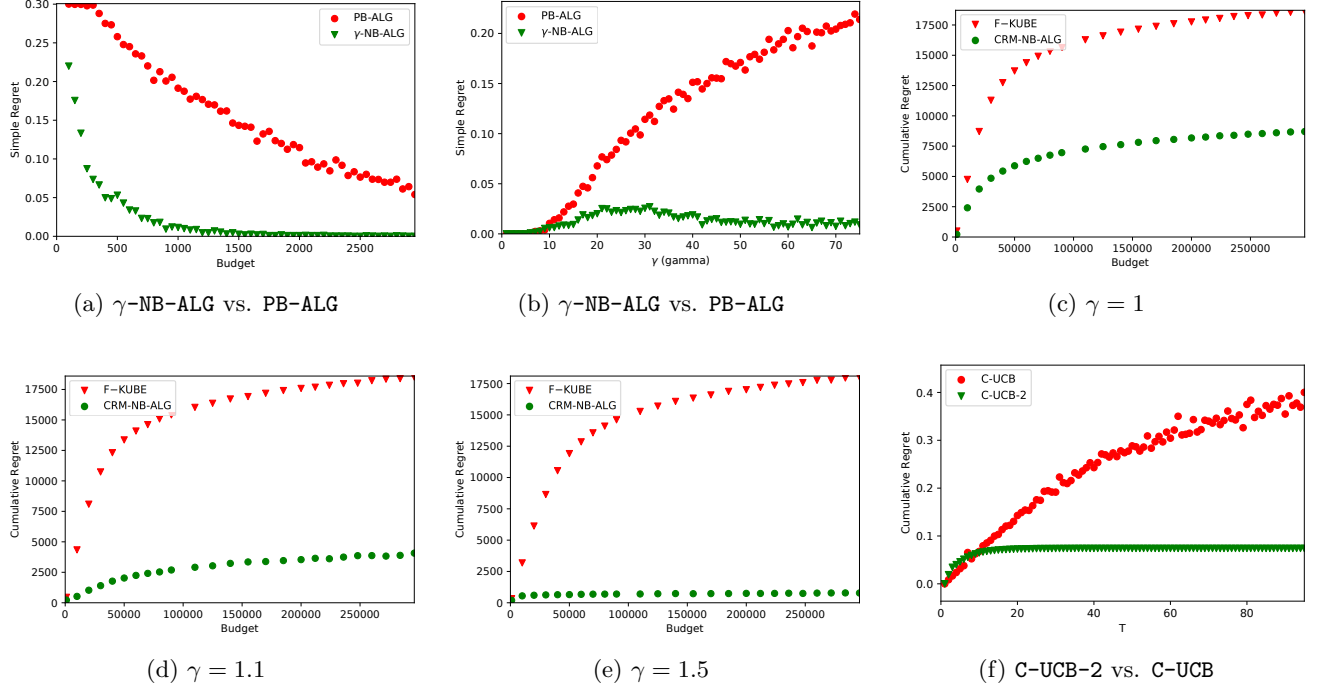 0.30
0.25
0.20
0.15
0.10
0.05
0.00
Simple Regret
PB-ALG
γ-NB-ALG
0 500 1000 1500 2000 2500
Budget
(a) γ-NB-ALG vs. PB-ALG
0.20
0.15
0.10
0.05
0.00
Simple Regret
PB-ALG
γ-NB-ALG
0 10 20 30 40 50 60 70
γ (gamma)
(b) γ-NB-ALG vs. PB-ALG
17500
15000
12500
10000
7500
5000
2500
0
Cumulative Regret
F−KUBE
CRM-NB-ALG
0 50000 100000 150000 200000 250000
Budget
(c) γ = 1
17500
15000
12500
10000
7500
5000
2500
0
Cumulative Regret
F−KUBE
CRM-NB-ALG
0 50000 100000 150000 200000 250000
Budget
(d) γ = 1.1
17500
15000
12500
10000
7500
5000
2500
0
Cumulative Regret
F−KUBE
CRM-NB-ALG
0 50000 100000 150000 200000 250000
Budget
(e) γ = 1.5
0.4
0.3
0.2
0.1
0.0
Cumulative Regret
C-UCB
C-UCB-2
0 20 40 60 80
T
(f) C-UCB-2 vs. C-UCB